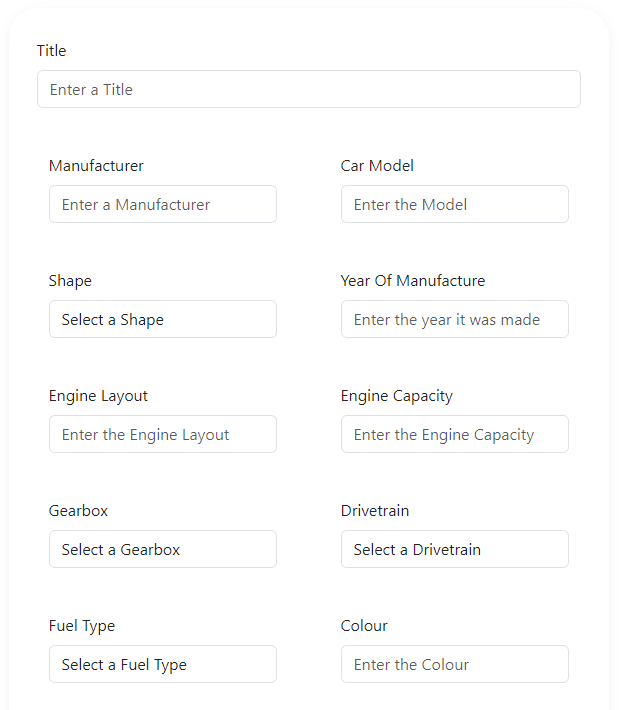 Title
Enter a Title
Manufacturer
Car Model
Enter a Manufacturer
Enter the Model
Shape
Year Of Manufacture
Select a Shape
Enter the year it was made
Engine Layout
Engine Capacity
Enter the Engine Layout
Enter the Engine Capacity
Gearbox
Drivetrain
Select a Gearbox
Select a Drivetrain
Fuel Type
Colour
Select a Fuel Type
Enter the Colour